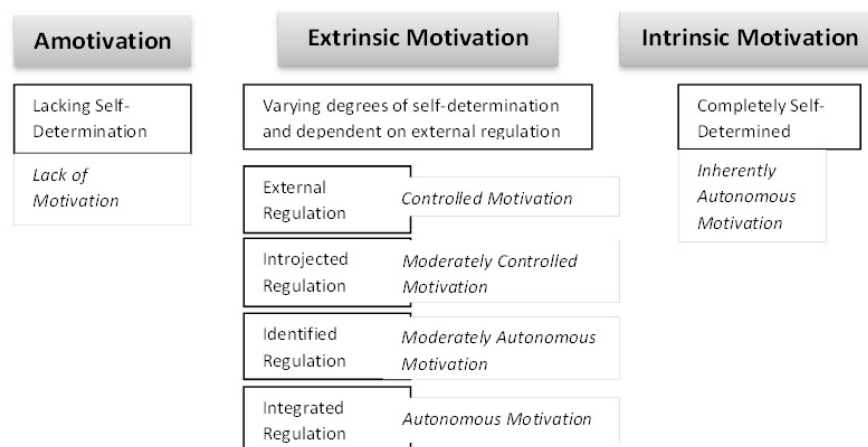 Amotivation
Extrinsic Motivation
Intrinsic Motivation
Lacking Self-
Determination
Lack of
Motivation
Varying degrees of self-determination
and dependent on external regulation
External
Regulation
Controlled Motivation
Introjected
Regulation
Moderately Controlled
Motivation
Identified
Regulation
Moderately Autonomous
Motivation
Integrated
Regulation
Autonomous Motivation
Completely Self-
Determined
Inherently
Autonomous
Motivation